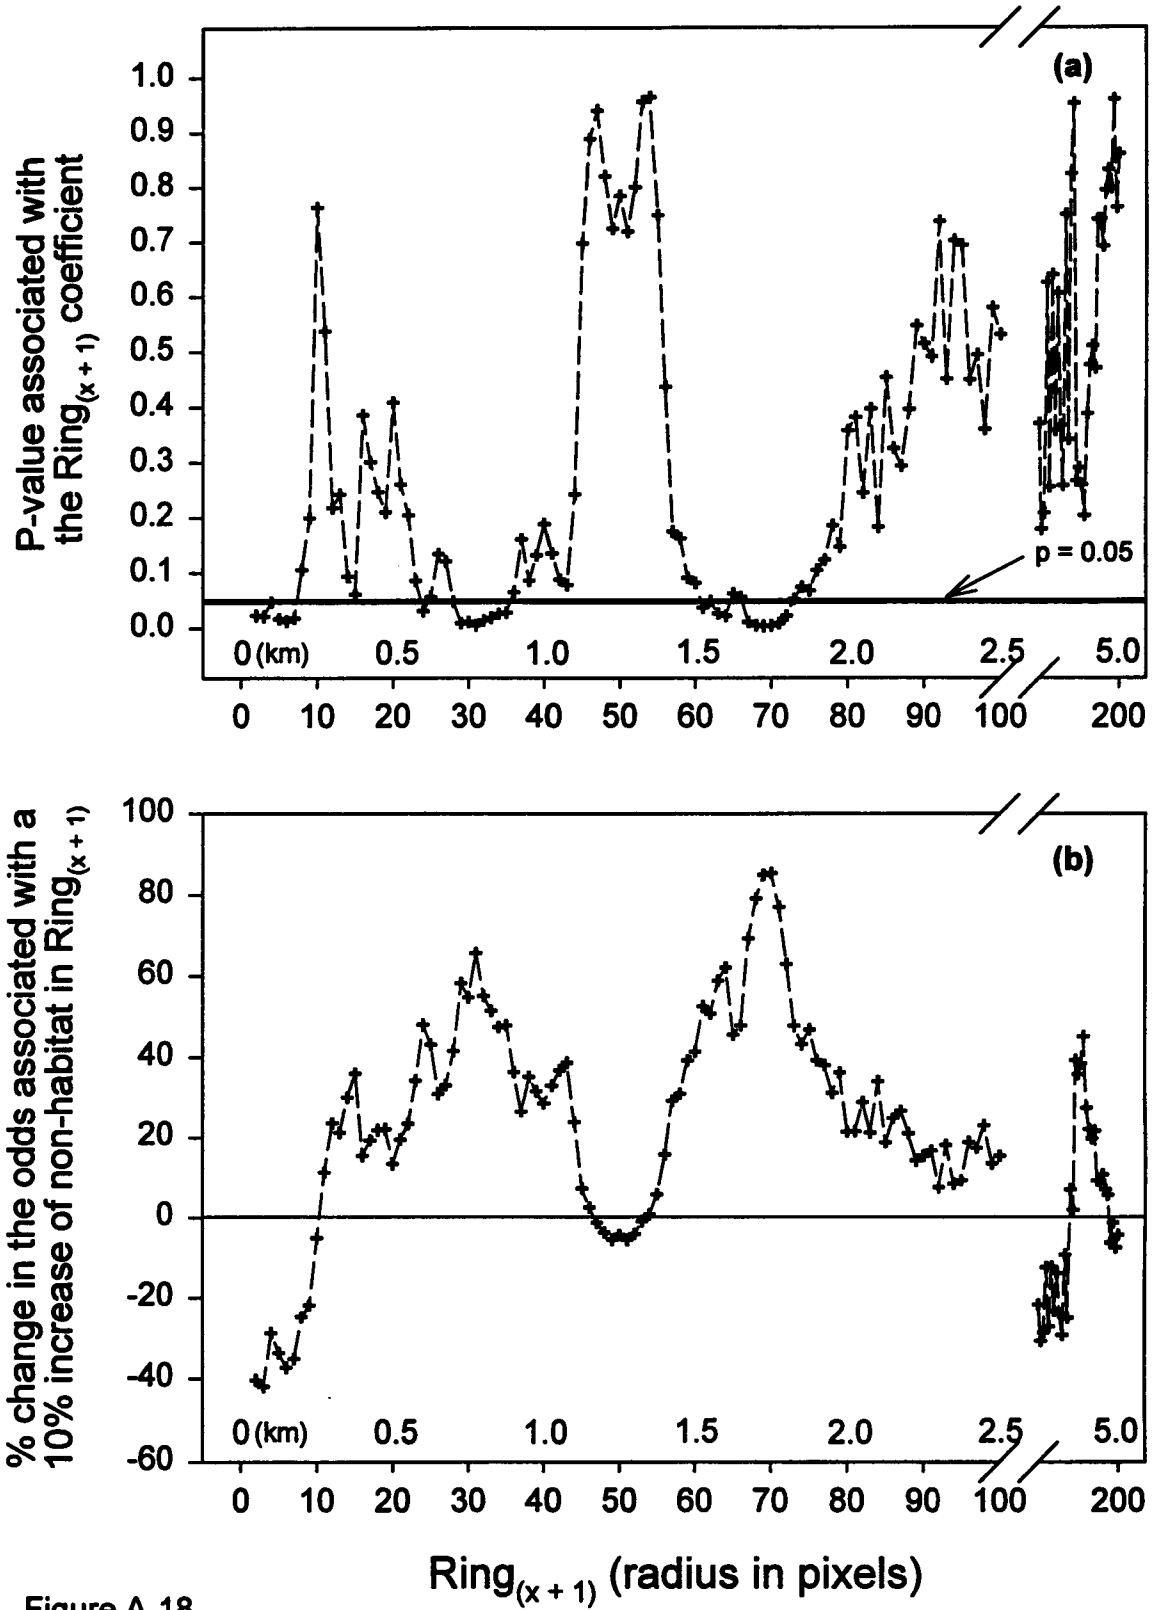 (a)
1.0
0.9
0.8
0.7
0.6
0.5
0.4
0.3
0.2
0.1
0.0
P-value associated with
the Ring(x + 1) coefficient
p = 0.05
0 (km) 0.5 1.0 1.5 2.0 2.5 5.0
0 10 20 30 40 50 60 70 80 90 100 200
(b)
100
80
60
40
20
0
-20
-40
-60
% change in the odds associated with a
10% increase of non-habitat in Ring(x + 1)
0 (km) 0.5 1.0 1.5 2.0 2.5 5.0
0 10 20 30 40 50 60 70 80 90 100 200
Ring(x + 1) (radius in pixels)
Figure A.18